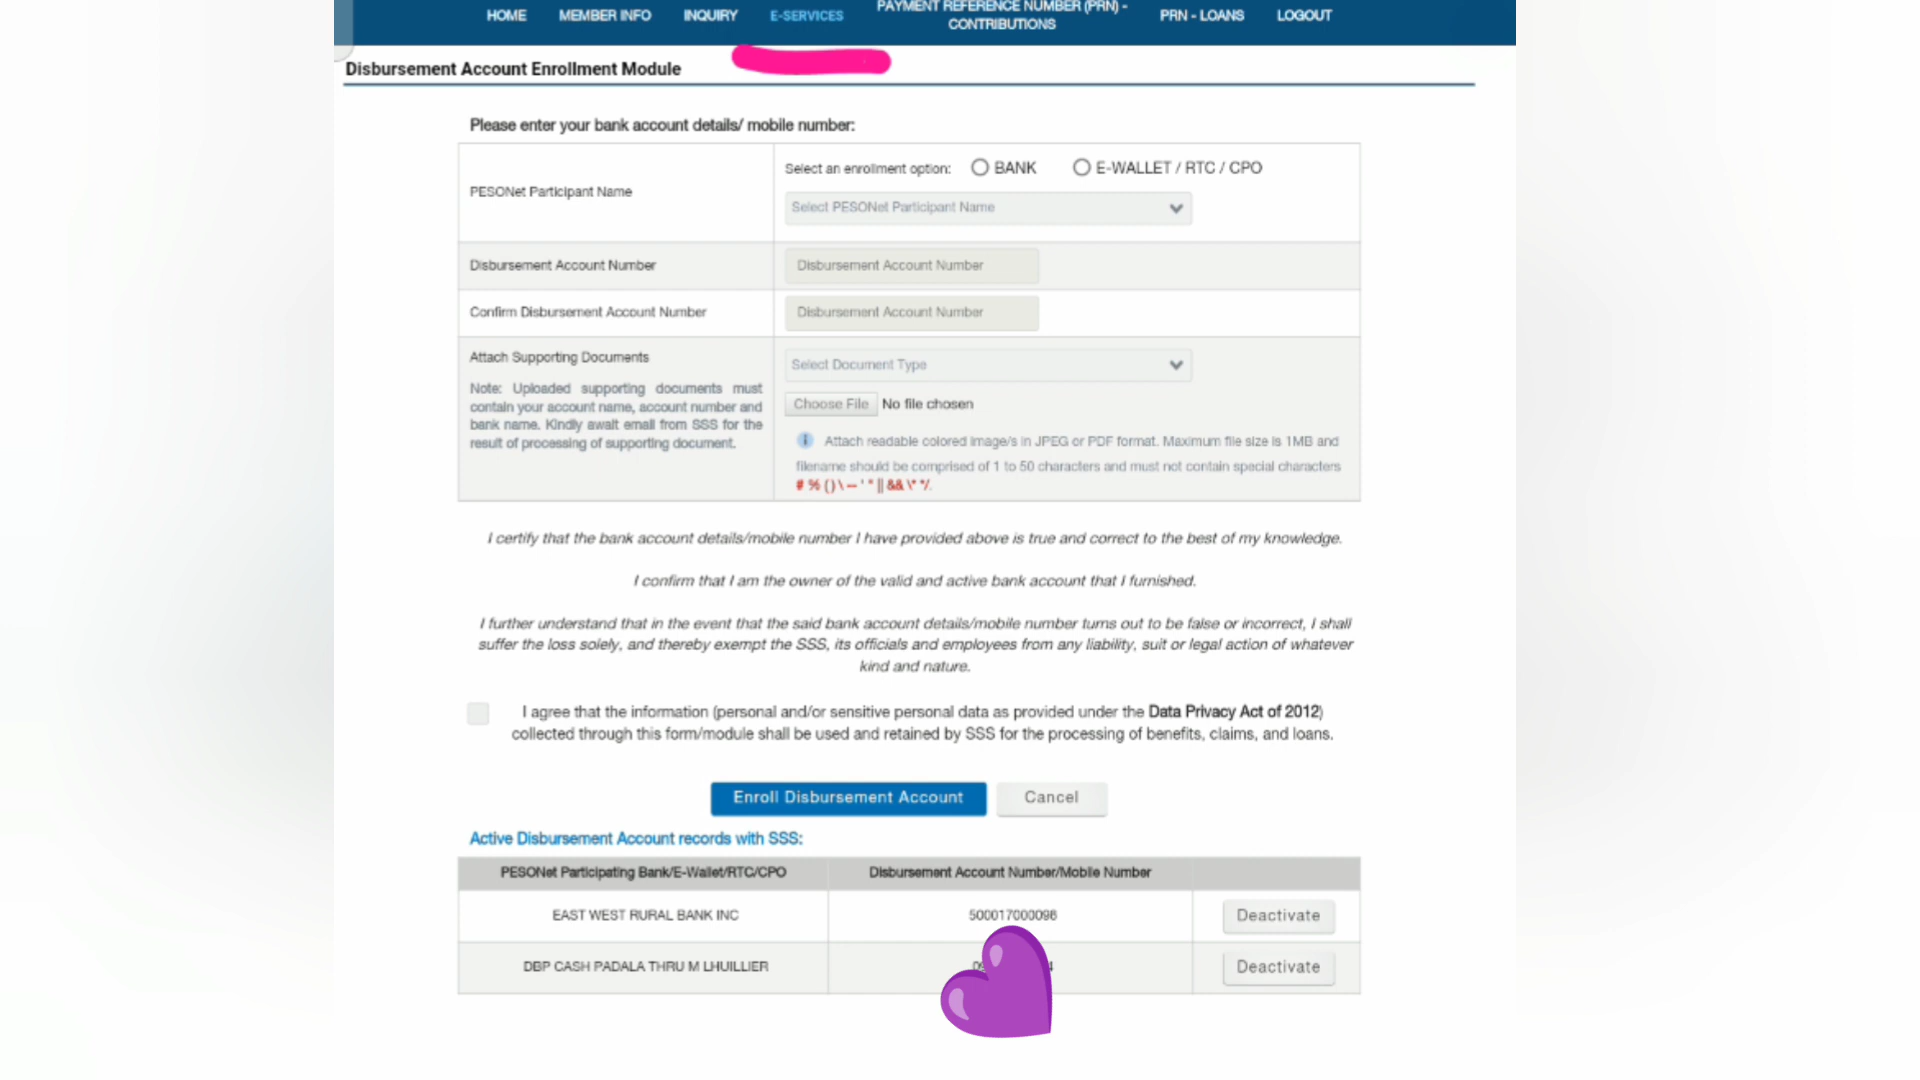 HOME MEMBER INFO INQUIRY E-SERVICES PAYMENT REFERENCE NUMBER (PRN) - CONTRIBUTIONS PRN - LOANS LOGOUT
Disbursement Account Enrollment Module
Please enter your bank account details/ mobile number:
PESONet Participant Name
Select an enrollment option: BANK E-WALLET / RTC / CPO
Select PESONet Participant Name
Disbursement Account Number Disbursement Account Number
Confirm Disbursement Account Number Disbursement Account Number
Attach Supporting Documents
Note: Uploaded supporting documents must
contain your account name, account number and
bank name. Kindly await email from SSS for the
result of processing of supporting document.
Select Document Type
Choose File No file chosen
Attach readable colored image/s in JPEG or PDF format. Maximum file size is 1MB and
filename should be comprised of 1 to 50 characters and must not contain special characters
# % () \ -- ' " || && \* */.
I certify that the bank account details/mobile number I have provided above is true and correct to the best of my knowledge.
I confirm that I am the owner of the valid and active bank account that I furnished.
I further understand that in the event that the said bank account details/mobile number turns out to be false or incorrect, I shall
suffer the loss solely, and thereby exempt the SSS, its officials and employees from any liability, suit or legal action of whatever
kind and nature.
I agree that the information (personal and/or sensitive personal data as provided under the Data Privacy Act of 2012)
collected through this form/module shall be used and retained by SSS for the processing of benefits, claims, and loans.
Enroll Disbursement Account Cancel
Active Disbursement Account records with SSS:
PESONet Participating Bank/E-Wallet/RTC/CPO Disbursement Account Number/Mobile Number
EAST WEST RURAL BANK INC 500017000096 Deactivate
DBP CASH PADALA THRU M LHUILLIER Deactivate